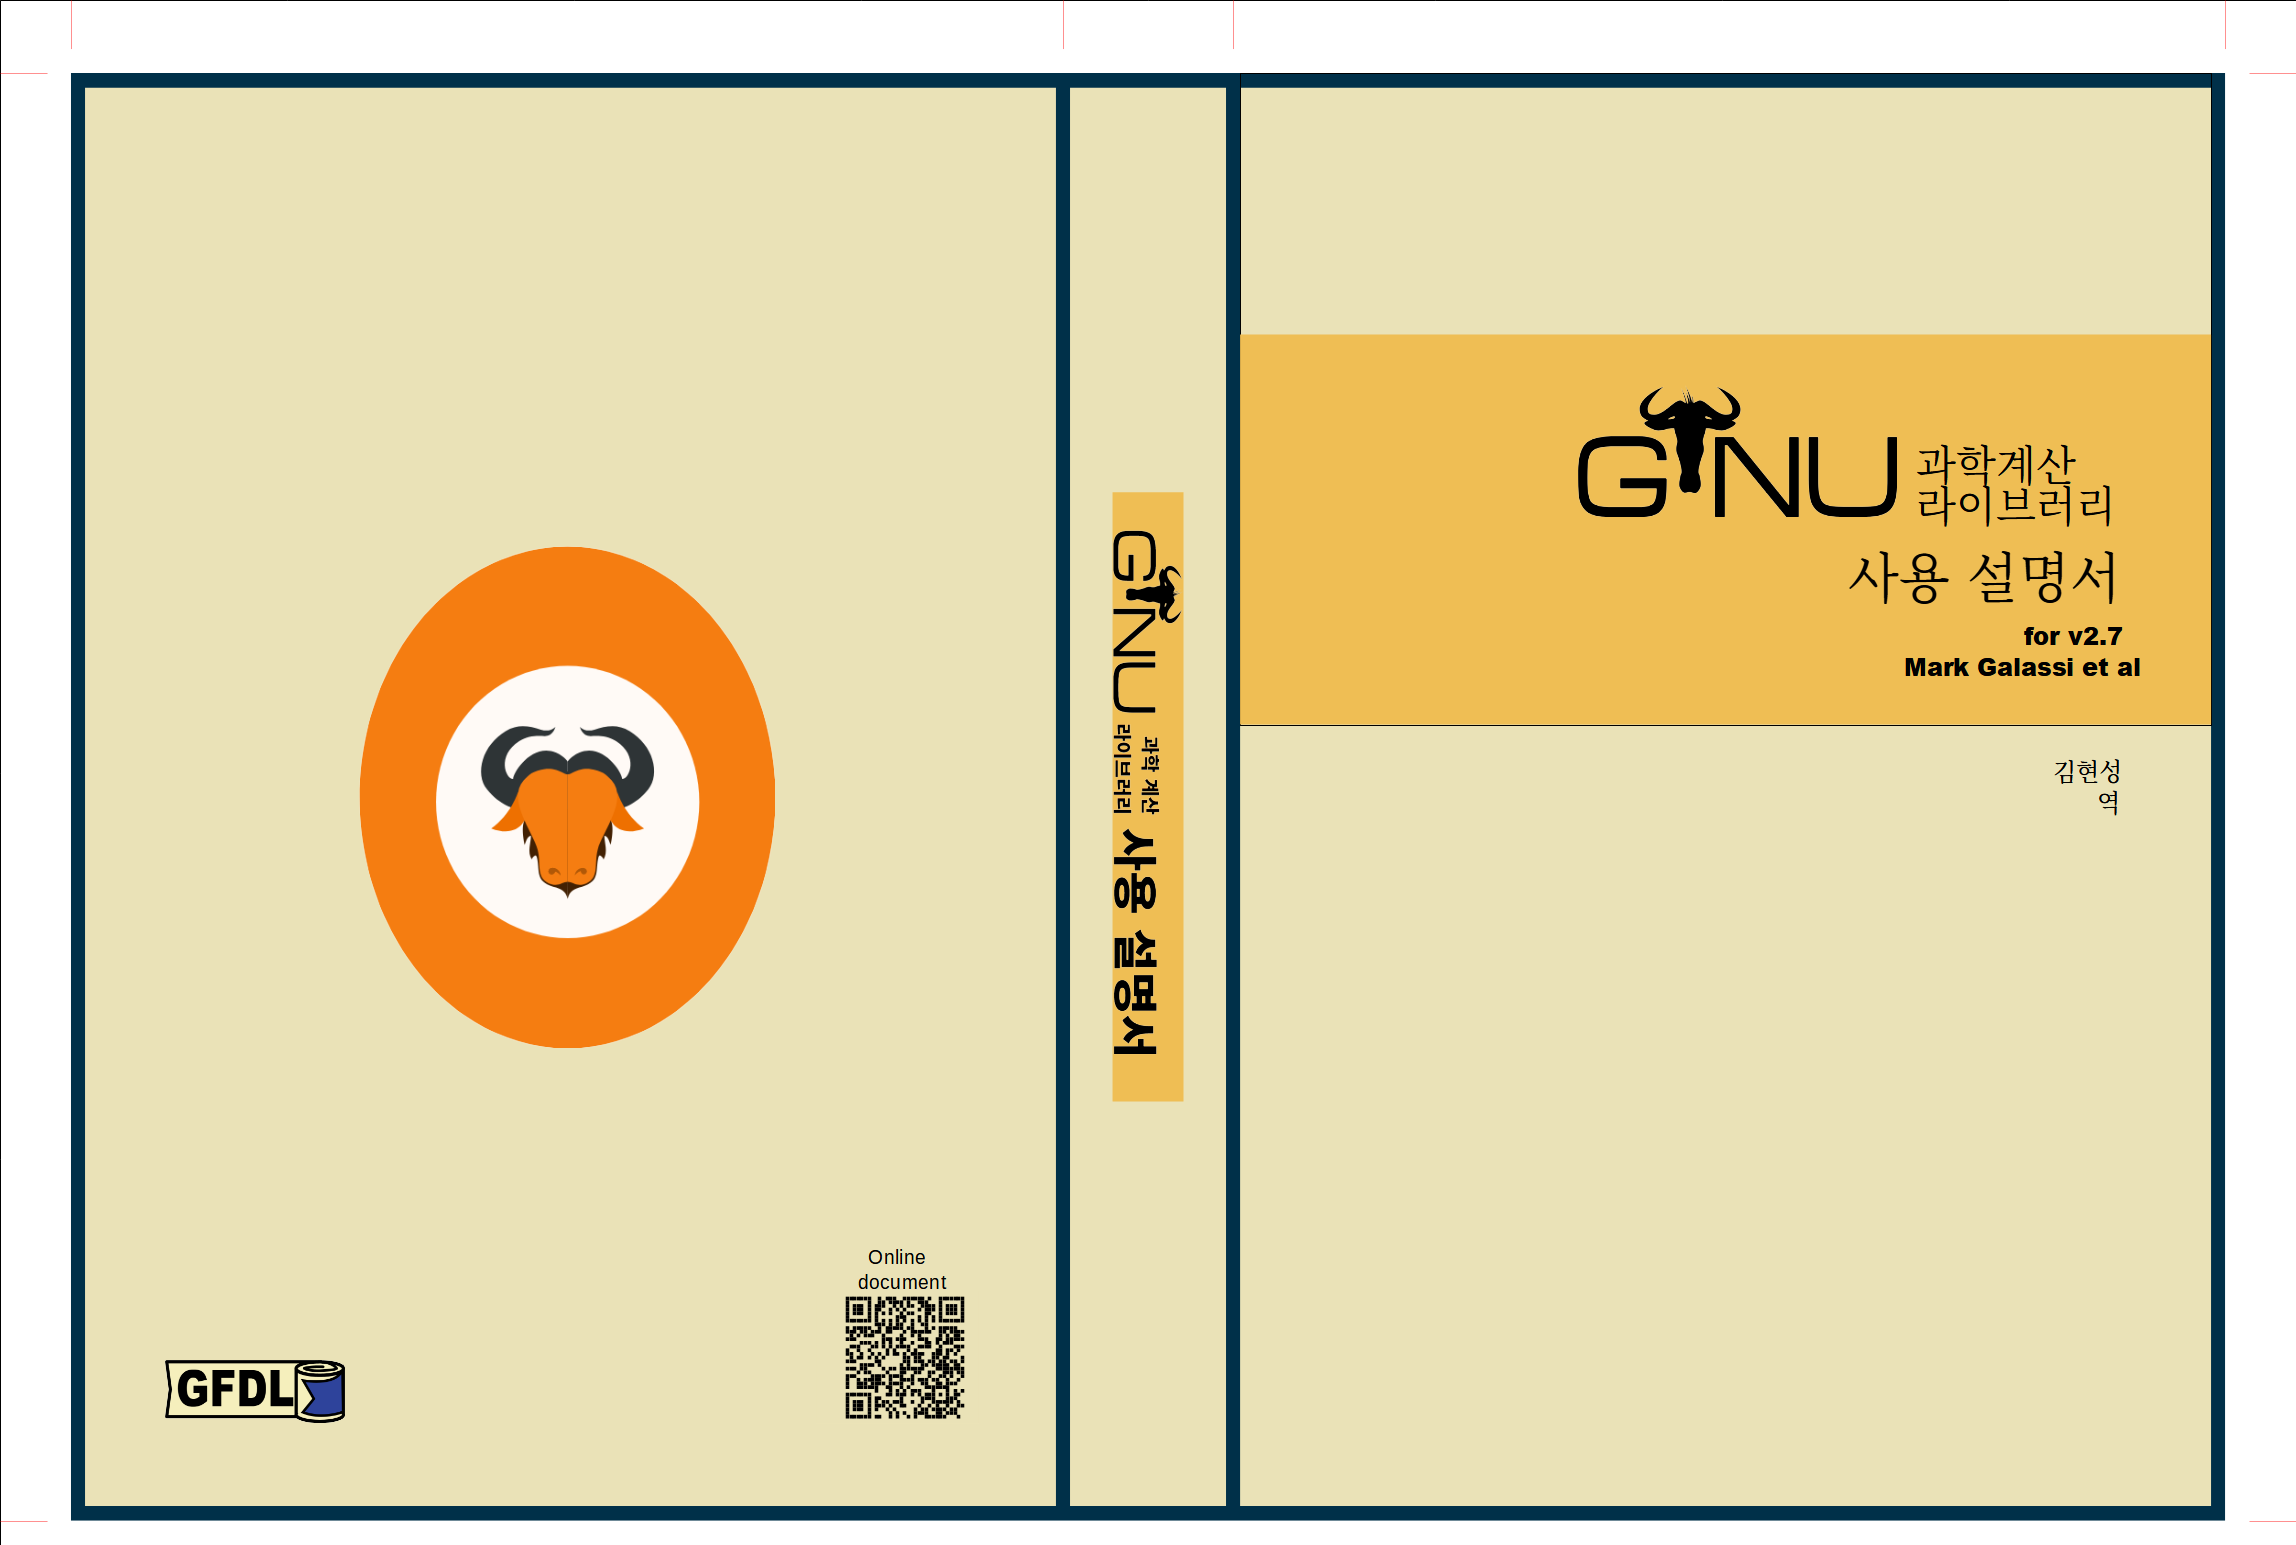 GNU
과학계산
라이브러리
사용 설명서
for v2.7
Mark Galassi et al
김현성
역
GNU
과학 계산
라이브러리
사용 설명서
Online
document
GFDL